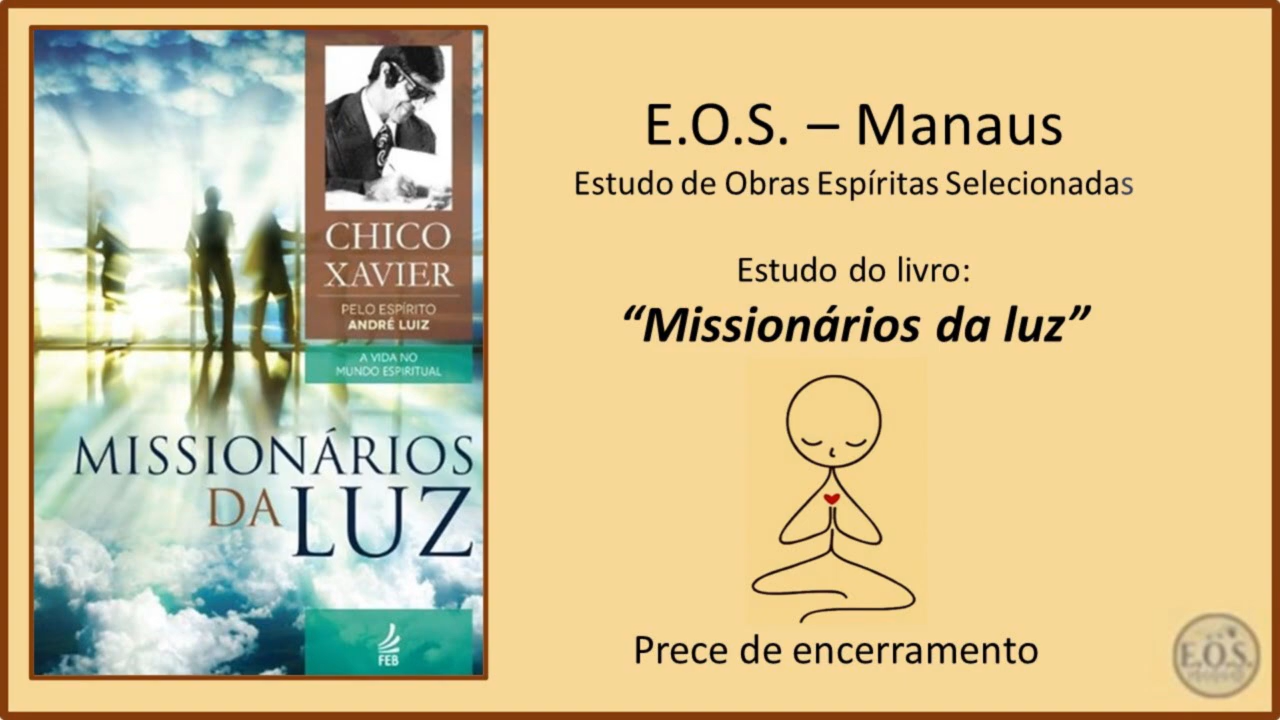 CHICO
XAVIER
PELO ESPÍRITO
ANDRÉ LUIZ
A VIDA NO
MUNDO ESPIRITUAL
MISSIONÁRIOS
DA LUZ
FEB
E.O.S. – Manaus
Estudo de Obras Espíritas Selecionadas
Estudo do livro:
“Missionários da luz”
Prece de encerramento
E.O.S.